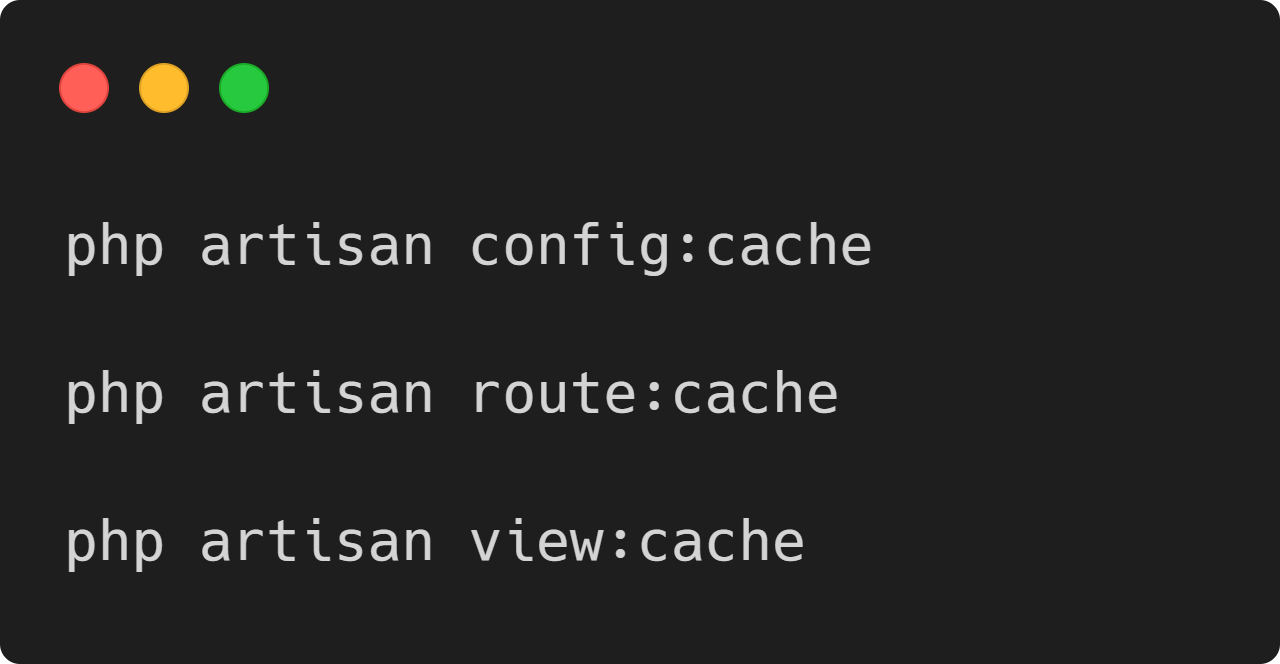 php artisan config:cache
php artisan route:cache
php artisan view:cache